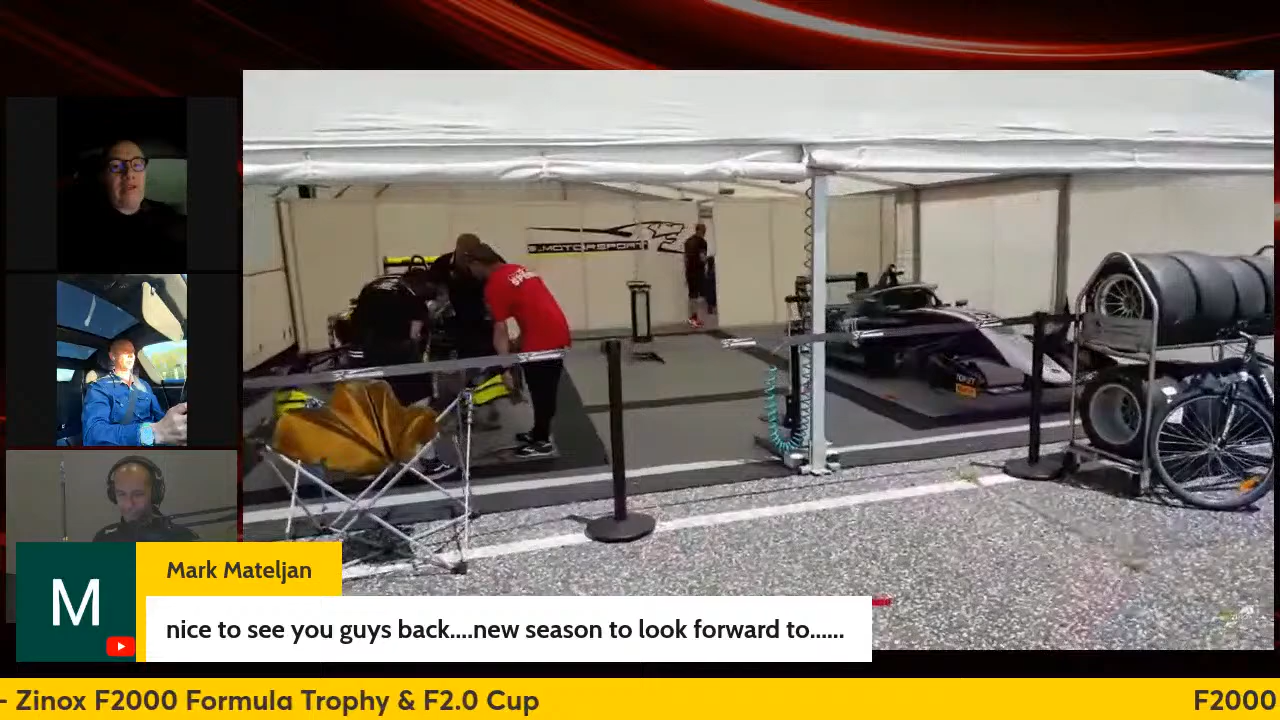 MOTORSPORT
M
Mark Mateljan
nice to see you guys back....new season to look forward to......
- Zinox F2000 Formula Trophy & F2.0 Cup
F2000